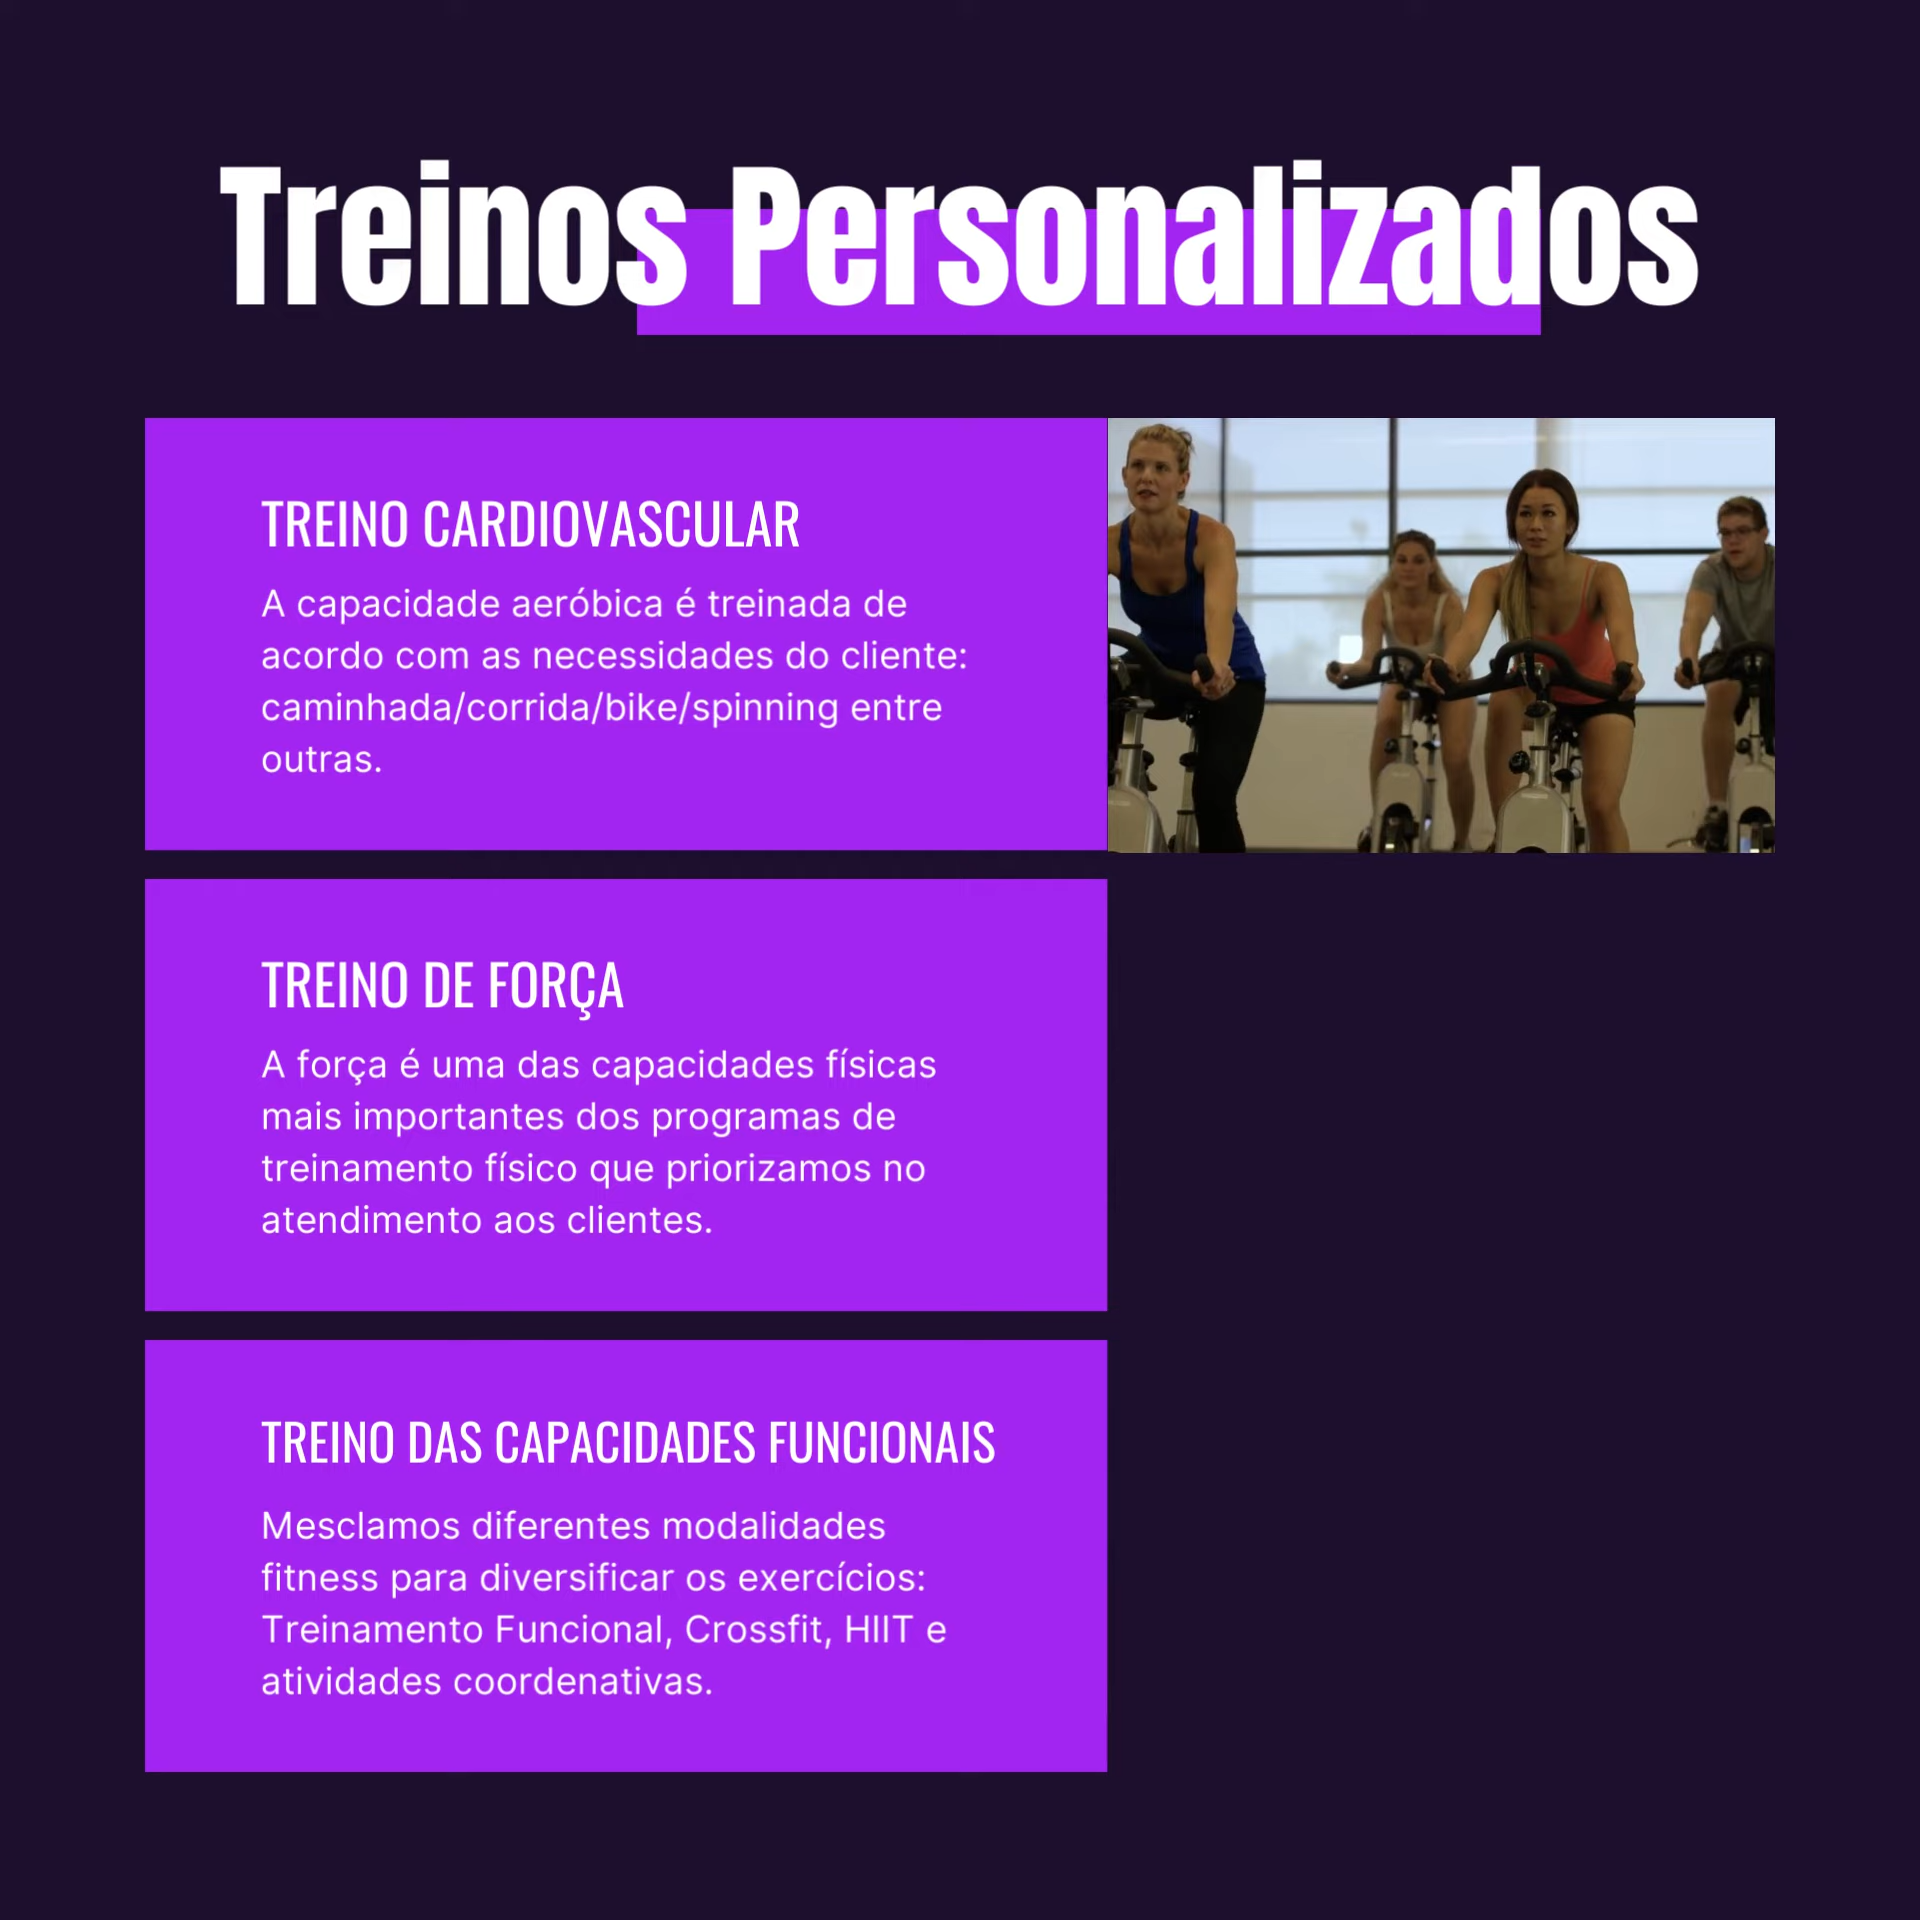 Treinos Personalizados
TREINO CARDIOVASCULAR
A capacidade aeróbica é treinada de
acordo com as necessidades do cliente:
caminhada/corrida/bike/spinning entre
outras.
TREINO DE FORÇA
A força é uma das capacidades físicas
mais importantes dos programas de
treinamento físico que priorizamos no
atendimento aos clientes.
TREINO DAS CAPACIDADES FUNCIONAIS
Mesclamos diferentes modalidades
fitness para diversificar os exercícios:
Treinamento Funcional, Crossfit, HIIT e
atividades coordenativas.